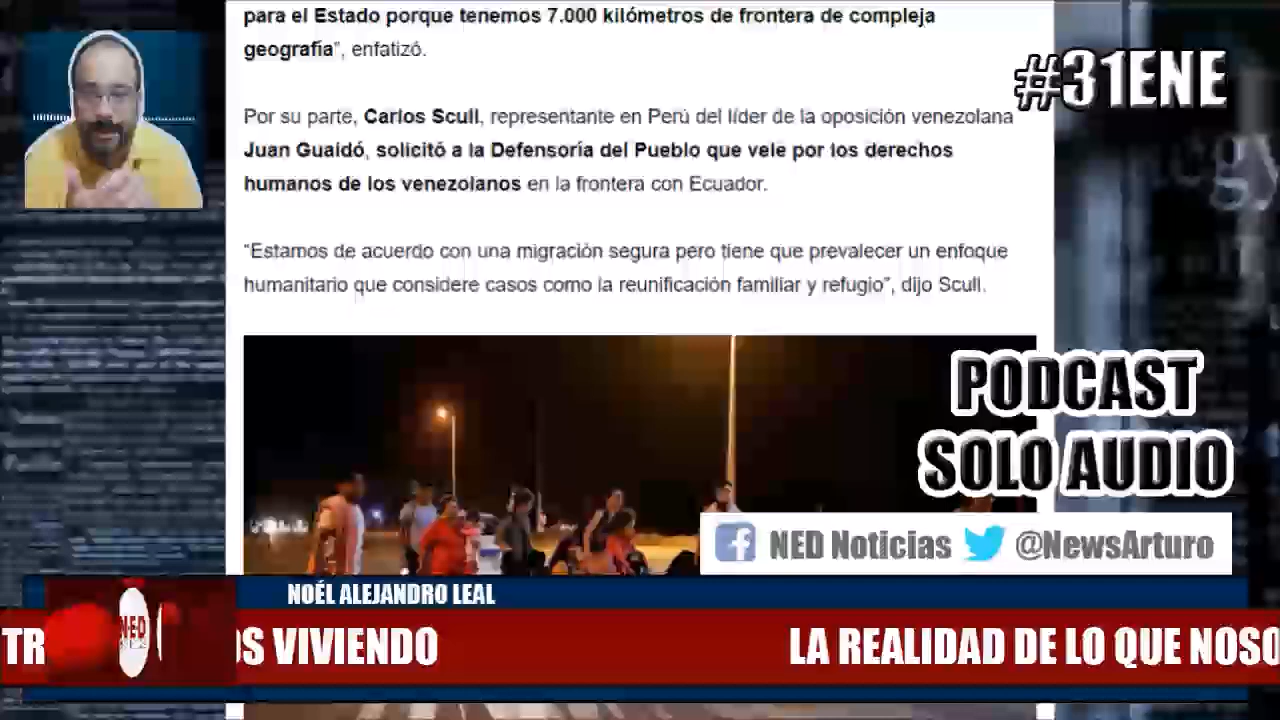 para el Estado porque tenemos 7.000 kilómetros de frontera de compleja
geografía", enfatizó.
#31ENE
Por su parte, Carlos Scull, representante en Perú del líder de la oposición venezolana
Juan Guaidó, solicitó a la Defensoría del Pueblo que vele por los derechos
humanos de los venezolanos en la frontera con Ecuador.
"Estamos de acuerdo con una migración segura pero tiene que prevalecer un enfoque
humanitario que considere casos como la reunificación familiar y refugio", dijo Scull.
PODCAST
SOLO AUDIO
NED Noticias @NewsArturo
NOÉL ALEJANDRO LEAL
TR NED OS VIVIENDO LA REALIDAD DE LO QUE NOSO